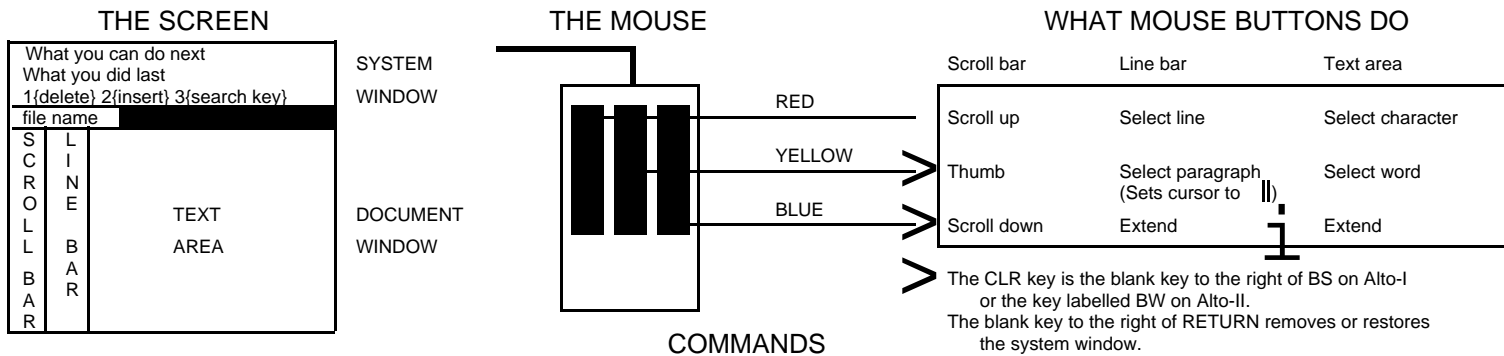 THE SCREEN
What you can do next
What you did last
1{delete} 2{insert} 3{search key}
file name
SCROLL BAR
LINE BAR
TEXT
AREA
SYSTEM
WINDOW
DOCUMENT
WINDOW
THE MOUSE
RED
YELLOW
BLUE
WHAT MOUSE BUTTONS DO
Scroll bar Line bar Text area
Scroll up Select line Select character
Thumb Select paragraph Select word
(Sets cursor to ||)
Scroll down Extend Extend
The CLR key is the blank key to the right of BS on Alto-I
or the key labelled BW on Alto-II.
The blank key to the right of RETURN removes or restores
the system window.
COMMANDS